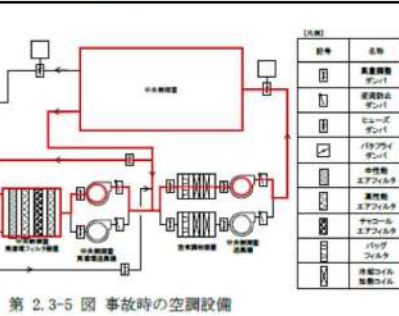 [凡例]
記号 名称
風量調整
ダンパ
逆流防止
ダンパ
ヒューズ
ダンパ
バタフライ
ダンパ
中性能
エアフィルタ
高性能
エアフィルタ
チャコール
エアフィルタ
バッグ
フィルタ
冷却コイル
加熱コイル
中央制御室
中央制御室
非常用フィルタ装置
中央制御室
非常用送風機
空気調和装置
中央制御室
送風機
第 2.3-5 図 事故時の空調設備